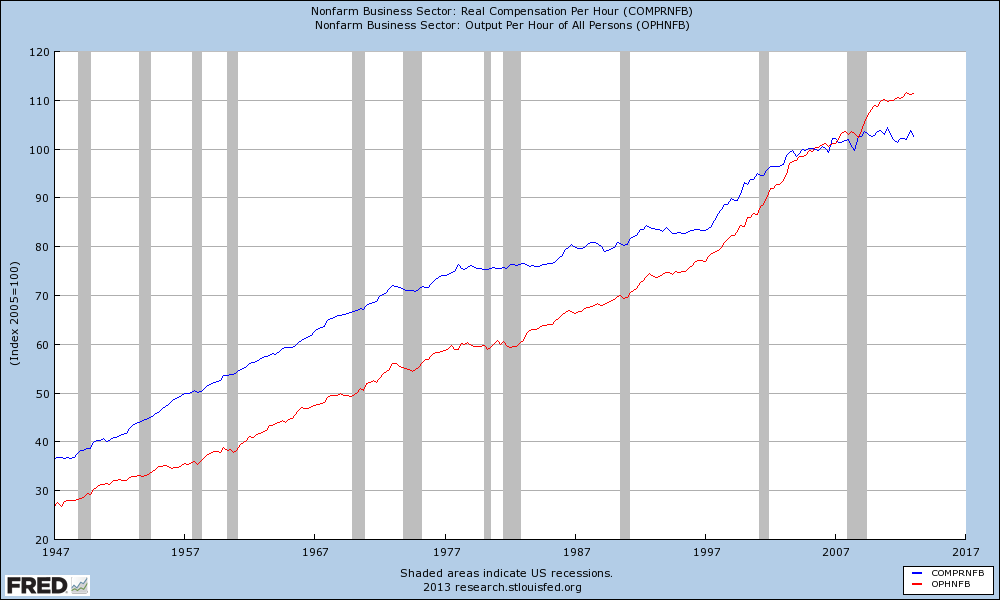 Nonfarm Business Sector: Real Compensation Per Hour (COMPRNFB)
Nonfarm Business Sector: Output Per Hour of All Persons (OPHNFB)
120
110
100
90
80
70
60
50
40
30
20
(Index 2005=100)
1947 1957 1967 1977 1987 1997 2007 2017
Shaded areas indicate US recessions.
2013 research.stlouisfed.org
FRED
COMPRNFB
OPHNFB